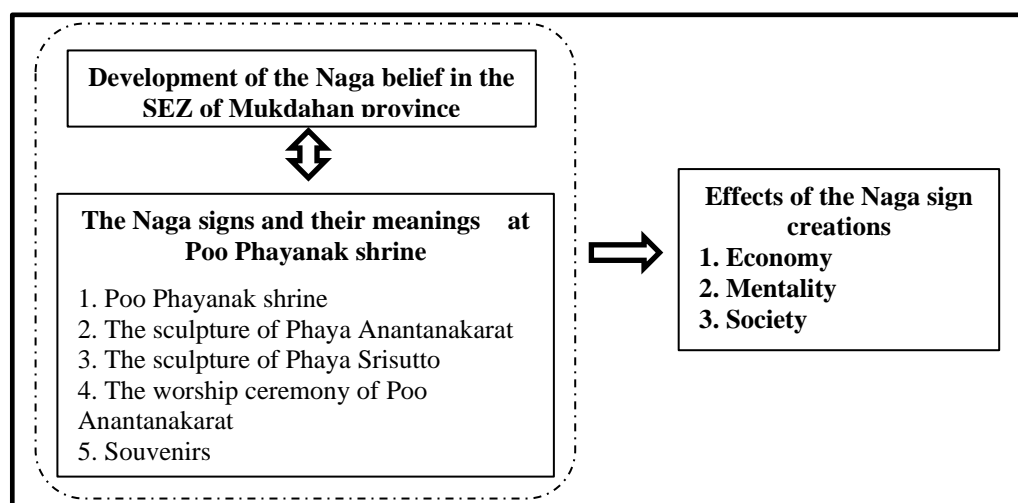 Development of the Naga belief in the
SEZ of Mukdahan province
The Naga signs and their meanings at
Poo Phayanak shrine
1. Poo Phayanak shrine
2. The sculpture of Phaya Anantanakarat
3. The sculpture of Phaya Srisutto
4. The worship ceremony of Poo
Anantanakarat
5. Souvenirs
Effects of the Naga sign
creations
1. Economy
2. Mentality
3. Society